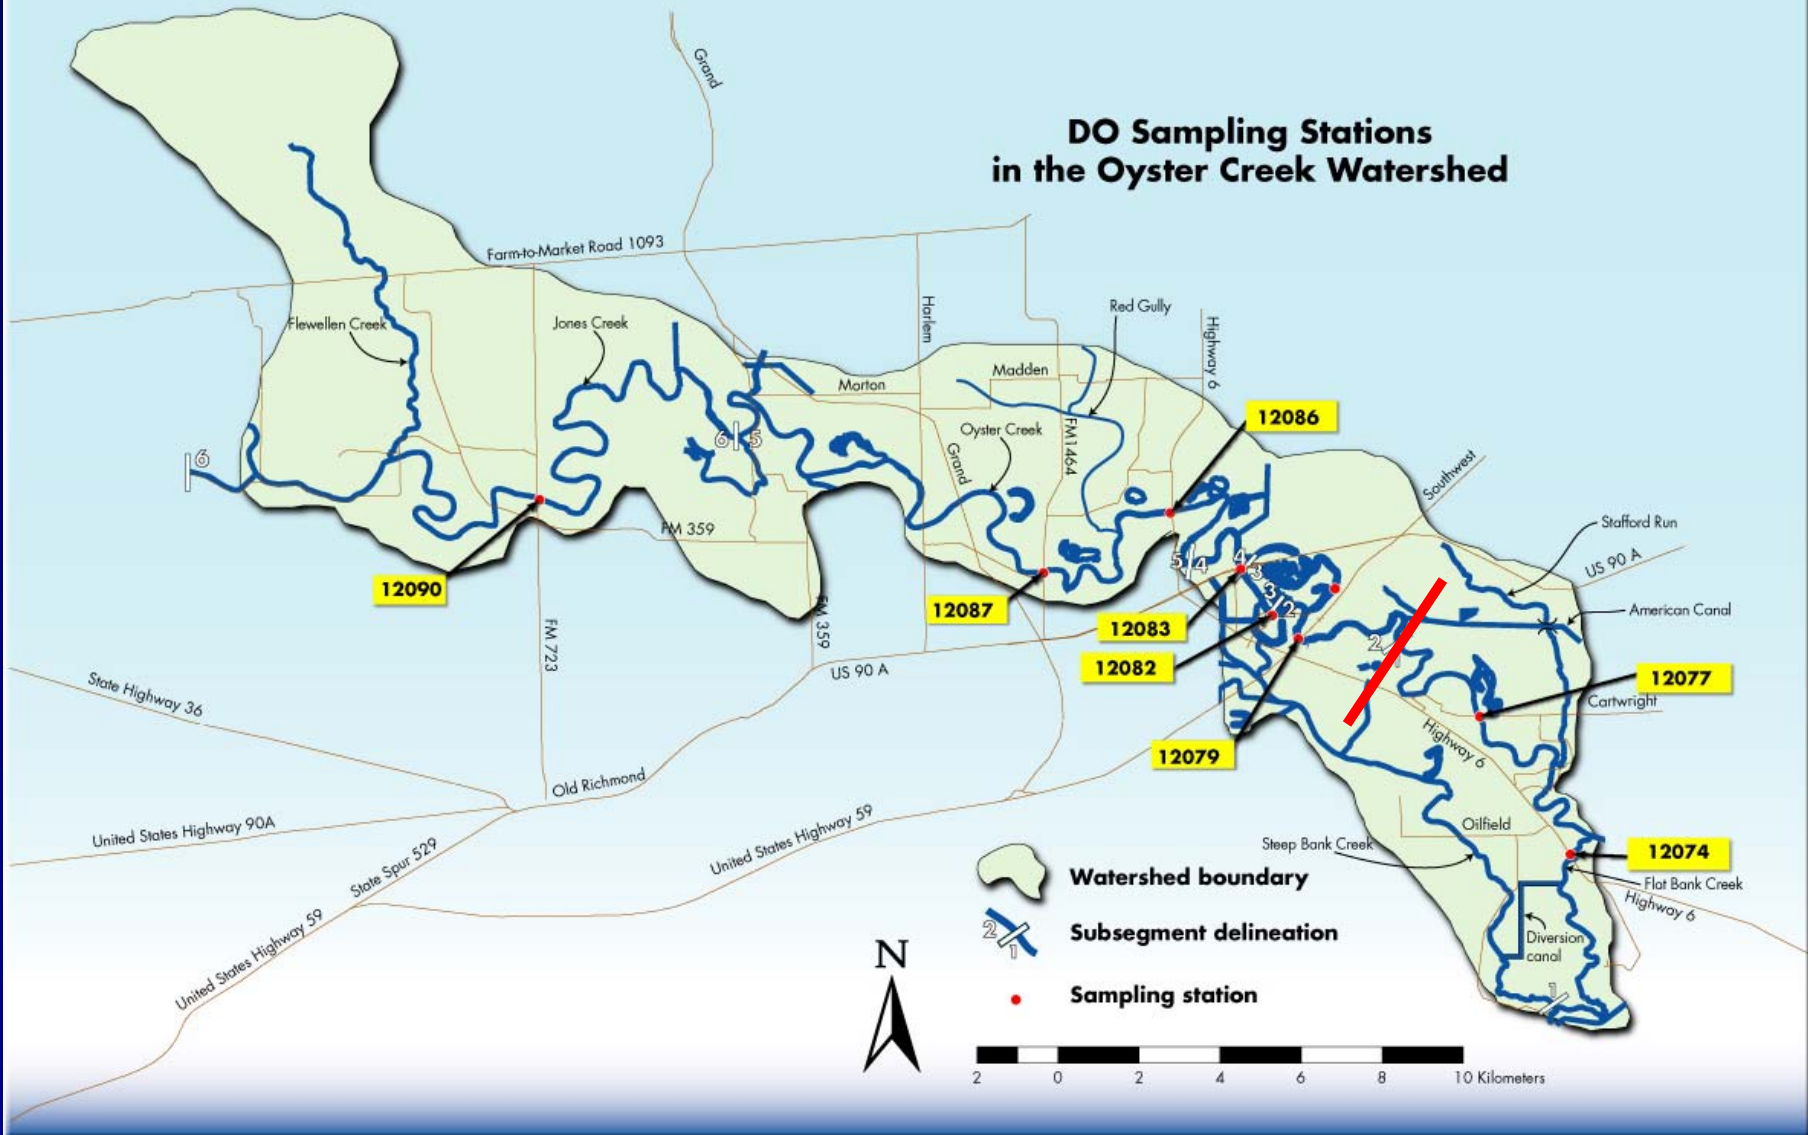 DO Sampling Stations
in the Oyster Creek Watershed
Grand
Farm-to-Market Road 1093
Flewellen Creek
Jones Creek
Harlem
Red Gully
Highway 6
Morton
Madden
Oyster Creek
Grand
FM1464
12086
Southwest
6
6 5
Stafford Run
US 90 A
FM 359
5 4
4 3
3 2
2 1
American Canal
12090
12087
12083
12082
12079
12077
Cartwright
FM 723
FM 359
US 90 A
State Highway 36
Highway 6
Old Richmond
United States Highway 90A
State Spur 529
United States Highway 59
United States Highway 59
Oilfield
Steep Bank Creek
12074
Flat Bank Creek
Highway 6
Diversion
canal
1
Watershed boundary
2 1
Subsegment delineation
Sampling station
N
2 0 2 4 6 8 10 Kilometers